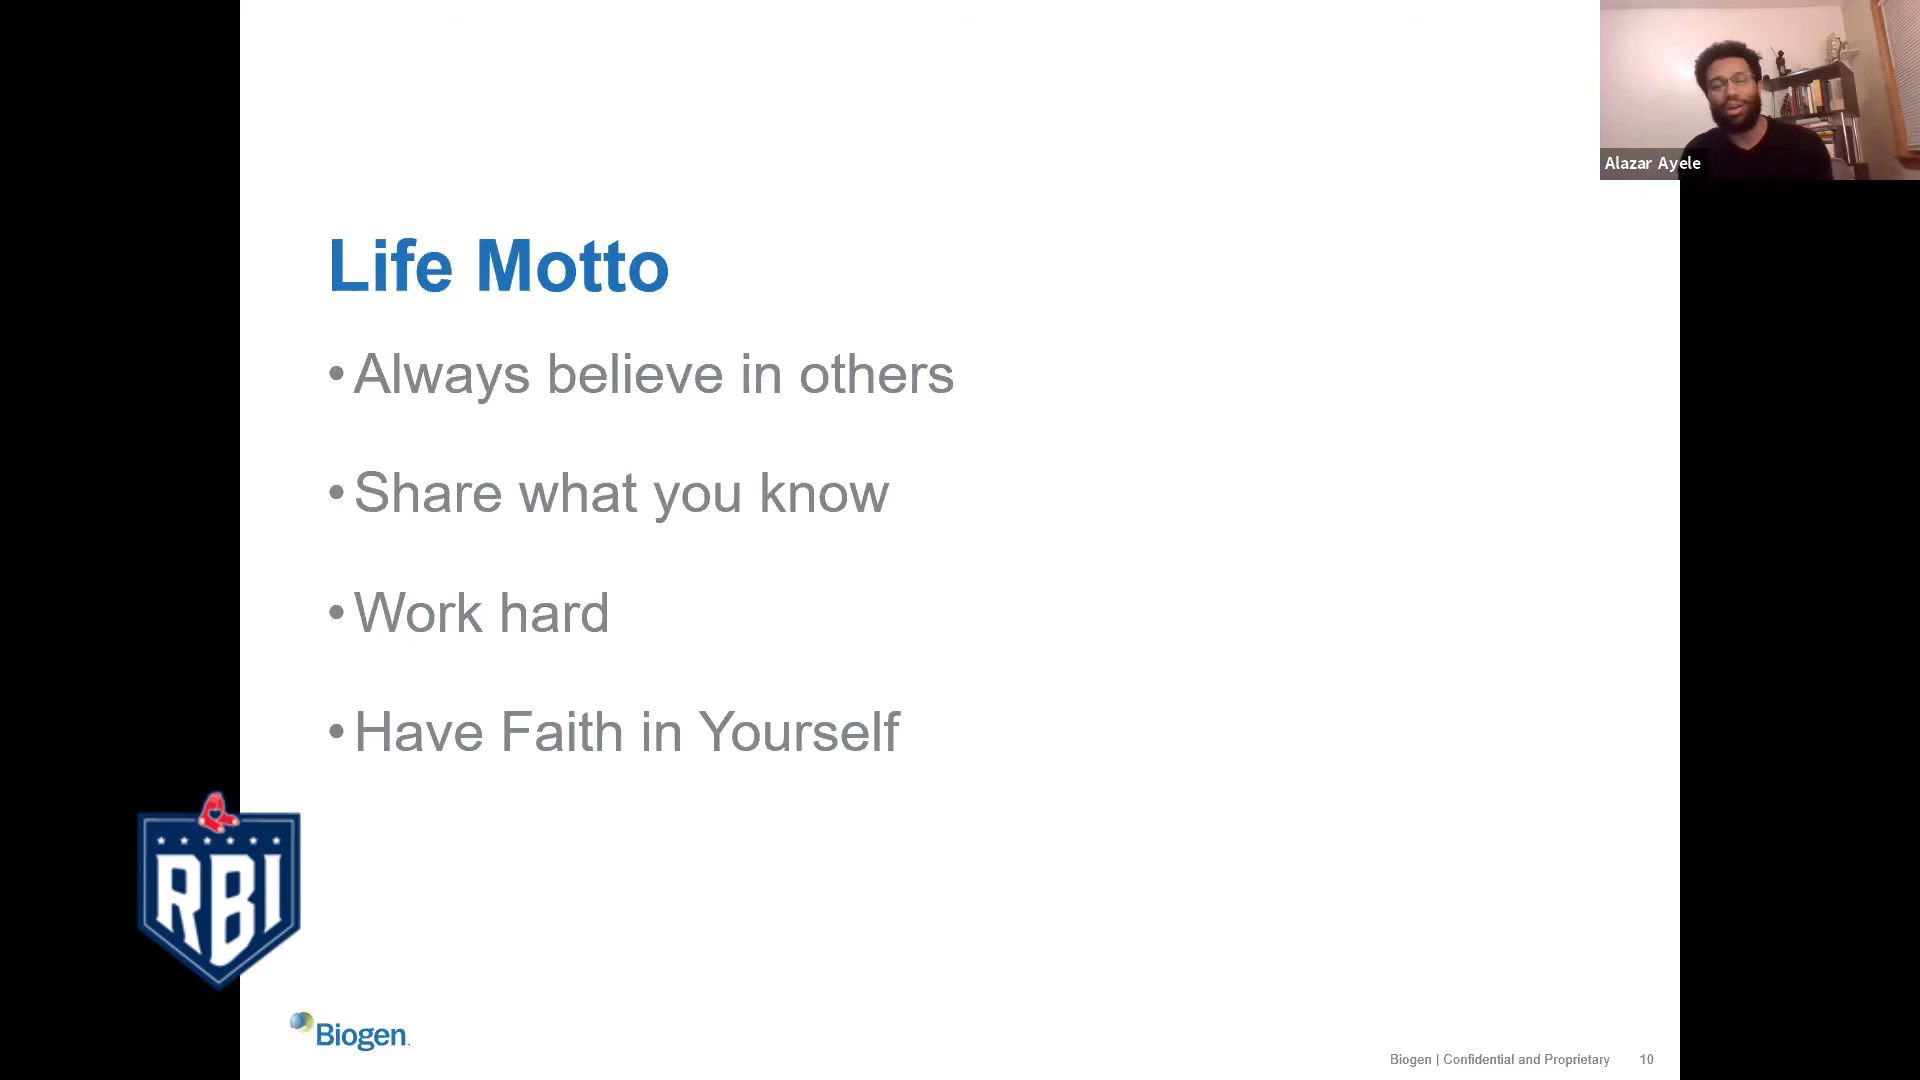 Alazar Ayele
Life Motto
• Always believe in others
• Share what you know
• Work hard
• Have Faith in Yourself
RBI
Biogen.
Biogen | Confidential and Proprietary 10